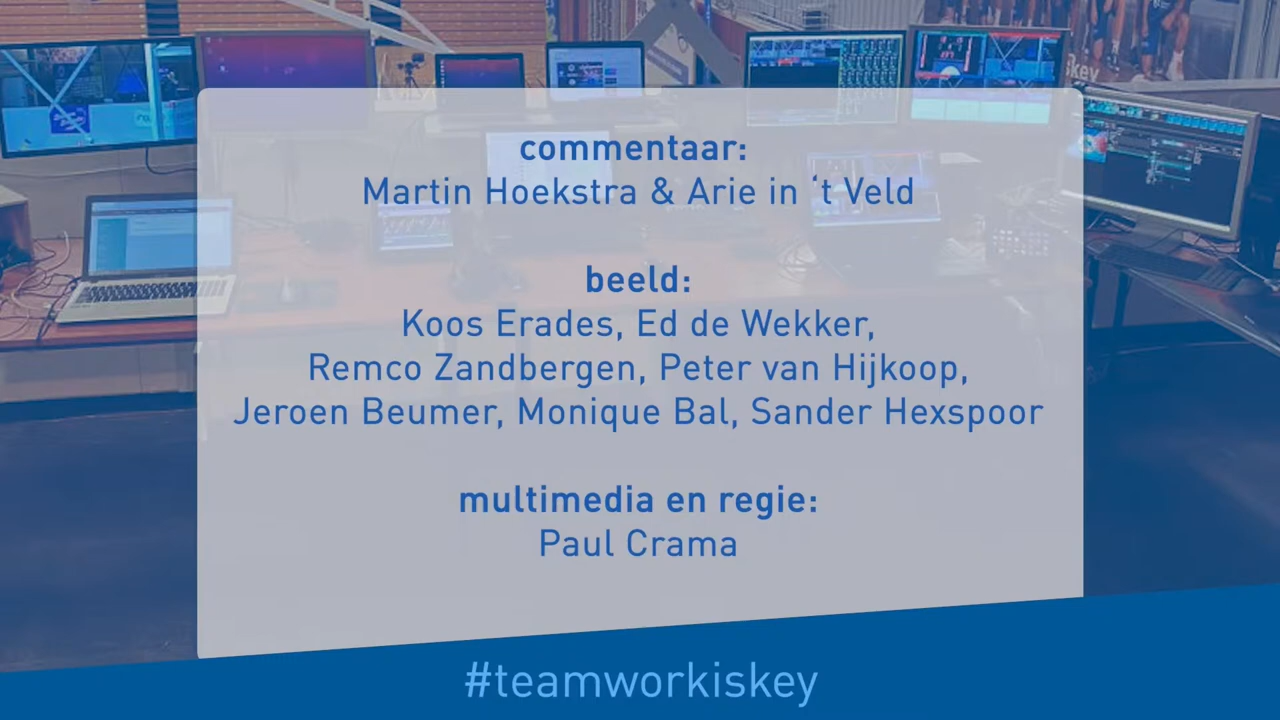 commentaar:
Martin Hoekstra & Arie in ‘t Veld
beeld:
Koos Erades, Ed de Wekker,
Remco Zandbergen, Peter van Hijkoop,
Jeroen Beumer, Monique Bal, Sander Hexspoor
multimedia en regie:
Paul Crama
#teamworkiskey